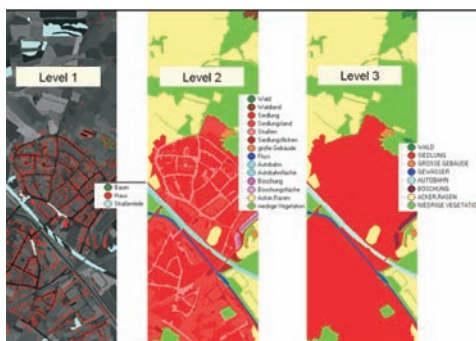 Level 1
Baum
Haus
Straßenteile
Level 2
Wald
Waldrand
Siedlung
Siedlungsrand
Straßen
Siedlungsflächen
große Gebäude
Fluss
Autobahn
Autobahnfläche
Böschung
Böschungsfläche
Acker,Rasen
niedrige Vegetation
Level 3
WALD
SIEDLUNG
GROSSE GEBÄUDE
GEWÄSSER
AUTOBAHN
BÖSCHUNG
ACKER,RASEN
NIEDRIGE VEGETATIO